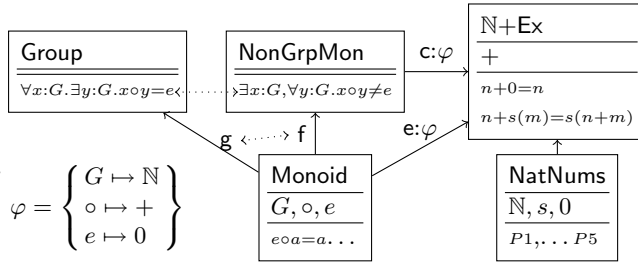 Group
∀x:G.∃y:G.x∘y=e
NonGrpMon
∃x:G,∀y:G.x∘y≠e
c:φ
ℕ+Ex
+
n+0=n
n+s(m)=s(n+m)
g
f
e:φ
φ = { G ↦ ℕ
∘ ↦ +
e ↦ 0 }
Monoid
G, ∘, e
e∘a=a...
NatNums
ℕ, s, 0
P1,... P5